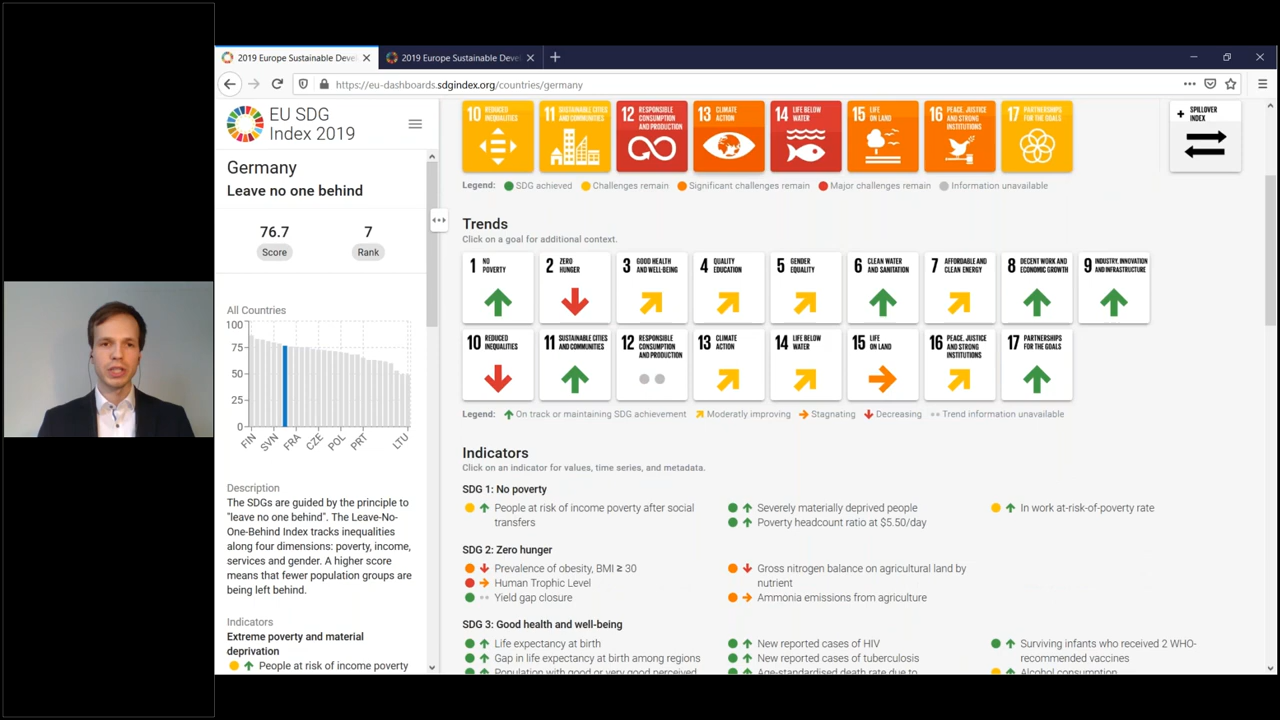 2019 Europe Sustainable Deve
2019 Europe Sustainable Deve
https://eu-dashboards.sdgindex.org/countries/germany
EU SDG
Index 2019
Germany
Leave no one behind
76.7
7
Score
Rank
All Countries
100
75
50
25
0
FIN
SVN
FRA
CZE
POL
PRT
LTU
Description
The SDGs are guided by the principle to
"leave no one behind". The Leave-No-
One-Behind Index tracks inequalities
along four dimensions: poverty, income,
services and gender. A higher score
means that fewer population groups are
being left behind.
Indicators
Extreme poverty and material
deprivation
People at risk of income poverty
10 REDUCED
INEQUALITIES
11 SUSTAINABLE CITIES
AND COMMUNITIES
12 RESPONSIBLE
CONSUMPTION
AND PRODUCTION
13 CLIMATE
ACTION
14 LIFE BELOW
WATER
15 LIFE
ON LAND
16 PEACE, JUSTICE
AND STRONG
INSTITUTIONS
17 PARTNERSHIPS
FOR THE GOALS
+ SPILLOVER
INDEX
Legend: SDG achieved Challenges remain Significant challenges remain Major challenges remain Information unavailable
Trends
Click on a goal for additional context.
1 NO
POVERTY
2 ZERO
HUNGER
3 GOOD HEALTH
AND WELL-BEING
4 QUALITY
EDUCATION
5 GENDER
EQUALITY
6 CLEAN WATER
AND SANITATION
7 AFFORDABLE AND
CLEAN ENERGY
8 DECENT WORK AND
ECONOMIC GROWTH
9 INDUSTRY, INNOVATION
AND INFRASTRUCTURE
10 REDUCED
INEQUALITIES
11 SUSTAINABLE CITIES
AND COMMUNITIES
12 RESPONSIBLE
CONSUMPTION
AND PRODUCTION
13 CLIMATE
ACTION
14 LIFE BELOW
WATER
15 LIFE
ON LAND
16 PEACE, JUSTICE
AND STRONG
INSTITUTIONS
17 PARTNERSHIPS
FOR THE GOALS
Legend: On track or maintaining SDG achievement Moderatly improving Stagnating Decreasing Trend information unavailable
Indicators
Click on an indicator for values, time series, and metadata.
SDG 1: No poverty
People at risk of income poverty after social
transfers
Severely materially deprived people
Poverty headcount ratio at $5.50/day
In work at-risk-of-poverty rate
SDG 2: Zero hunger
Prevalence of obesity, BMI ≥ 30
Human Trophic Level
Yield gap closure
Gross nitrogen balance on agricultural land by
nutrient
Ammonia emissions from agriculture
SDG 3: Good health and well-being
Life expectancy at birth
Gap in life expectancy at birth among regions
Population with good or very good perceived
New reported cases of HIV
New reported cases of tuberculosis
Age-standardised death rate due to
Surviving infants who received 2 WHO-
recommended vaccines
Alcohol consumption